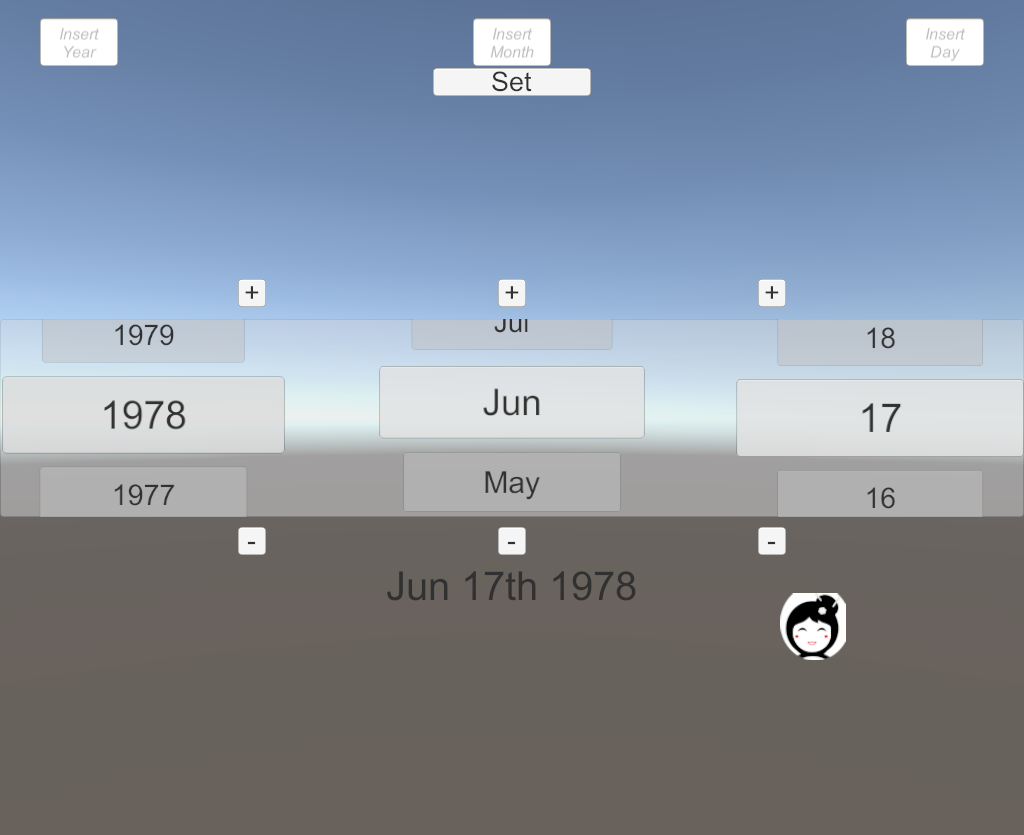 Insert
Year
Insert
Month
Insert
Day
Set
+
+
+
1979
Jul
18
1978
Jun
17
1977
May
16
-
-
-
Jun 17th 1978